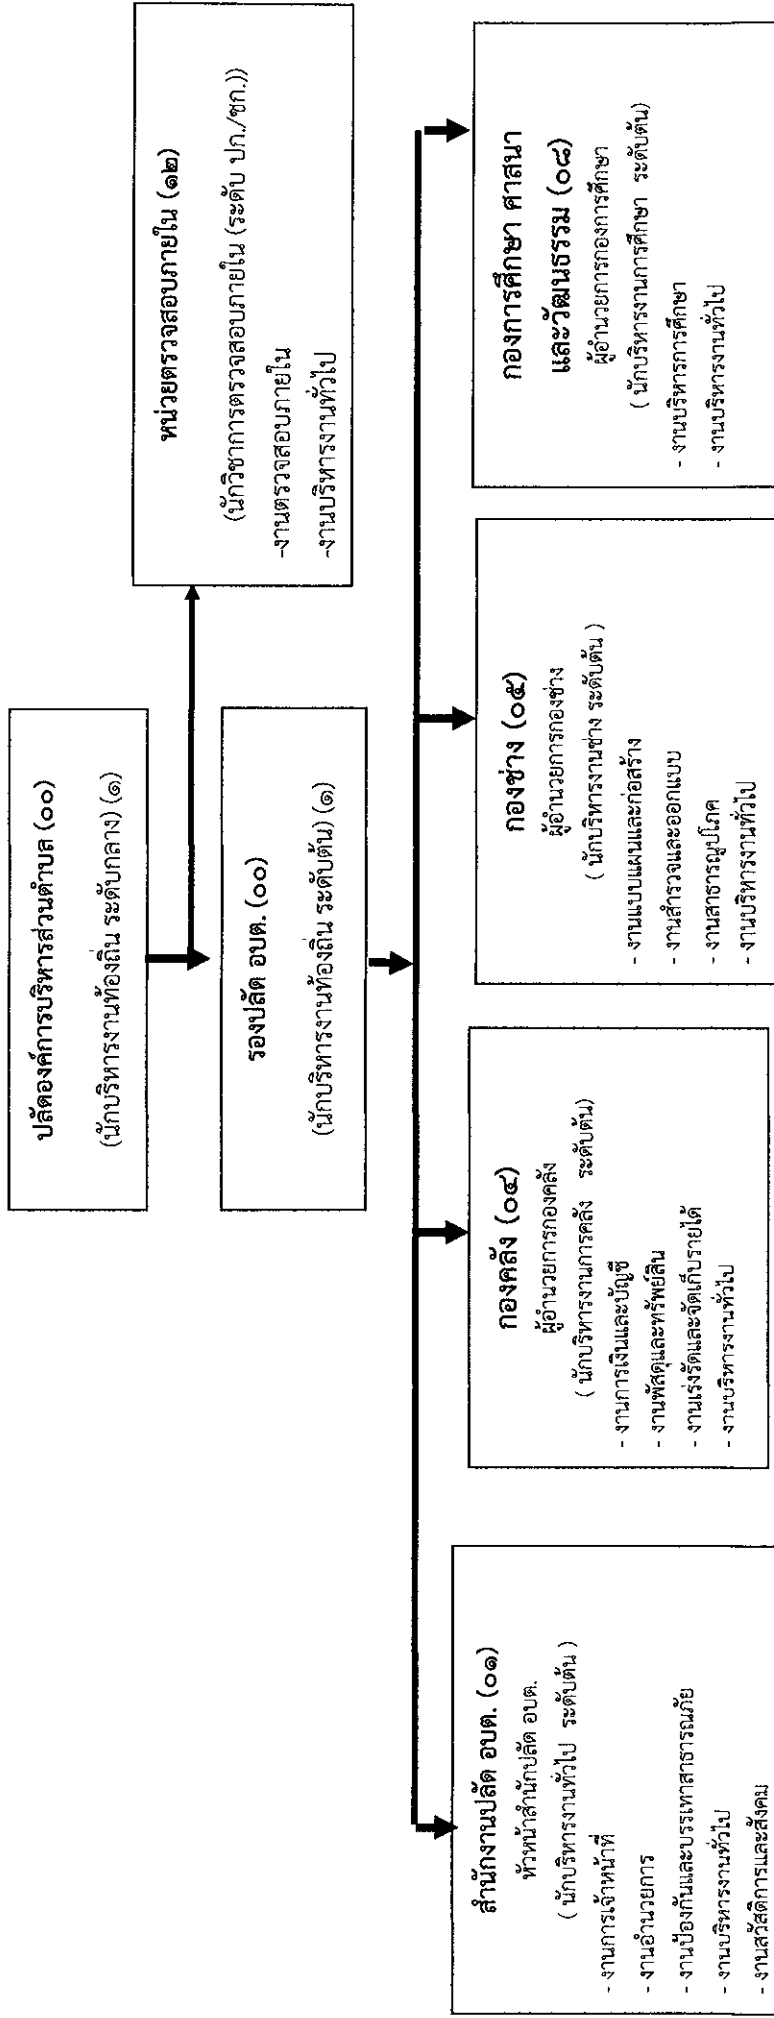 ปลัดองค์การบริหารส่วนตำบล (๐๐)
(นักบริหารงานท้องถิ่น ระดับกลาง) (๑)
หน่วยตรวจสอบภายใน (๑๒)
(นักวิชาการตรวจสอบภายใน (ระดับ ปก./ชก.))
-งานตรวจสอบภายใน
-งานบริหารงานทั่วไป
รองปลัด อบต. (๐๐)
(นักบริหารงานท้องถิ่น ระดับต้น) (๑)
สำนักงานปลัด อบต. (๐๑)
หัวหน้าสำนักปลัด อบต.
( นักบริหารงานทั่วไป ระดับต้น )
- งานการเจ้าหน้าที่
- งานอำนวยการ
- งานป้องกันและบรรเทาสาธารณภัย
- งานบริหารงานทั่วไป
- งานสวัสดิการและสังคม
กองคลัง (๐๔)
ผู้อำนวยการกองคลัง
( นักบริหารงานการคลัง ระดับต้น)
- งานการเงินและบัญชี
- งานพัสดุและทรัพย์สิน
- งานเร่งรัดและจัดเก็บรายได้
- งานบริหารงานทั่วไป
กองช่าง (๐๕)
ผู้อำนวยการกองช่าง
( นักบริหารงานช่าง ระดับต้น )
- งานแบบแผนและก่อสร้าง
- งานสำรวจและออกแบบ
- งานสาธารณูปโภค
- งานบริหารงานทั่วไป
กองการศึกษา ศาสนา
และวัฒนธรรม (๐๘)
ผู้อำนวยการกองการศึกษา
( นักบริหารงานการศึกษา ระดับต้น)
- งานบริหารการศึกษา
- งานบริหารงานทั่วไป